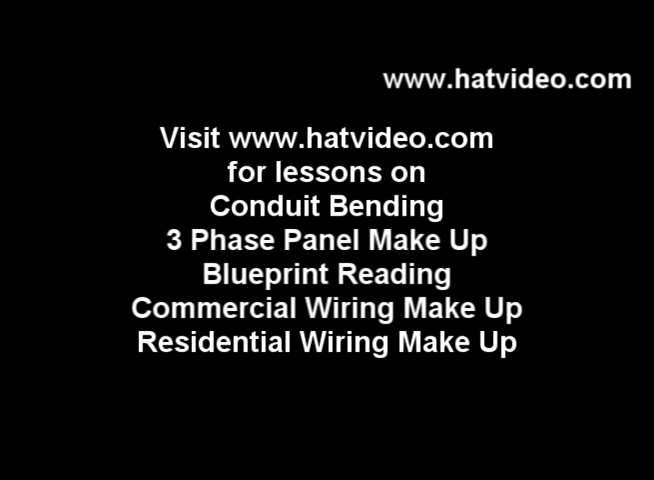 www.hatvideo.com
Visit www.hatvideo.com
for lessons on
Conduit Bending
3 Phase Panel Make Up
Blueprint Reading
Commercial Wiring Make Up
Residential Wiring Make Up